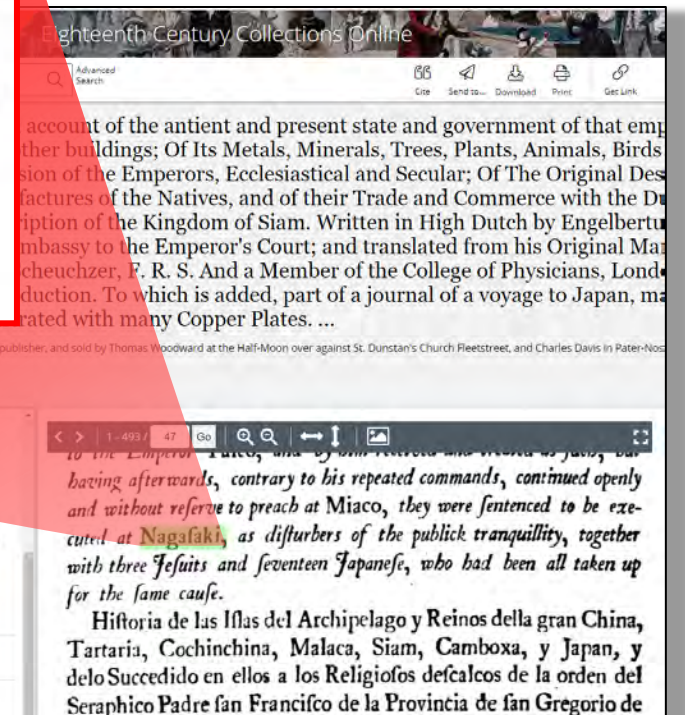 Eighteenth Century Collections Online
Advanced
Search
Cite Send to... Download Print Get Link
account of the antient and present state and government of that emp
ther buildings; Of Its Metals, Minerals, Trees, Plants, Animals, Birds
sion of the Emperors, Ecclesiastical and Secular; Of The Original Des
factures of the Natives, and of their Trade and Commerce with the Du
ription of the Kingdom of Siam. Written in High Dutch by Engelbertu
mbassy to the Emperor's Court; and translated from his Original Ma
cheuchzer, F. R. S. And a Member of the College of Physicians, Lond
duction. To which is added, part of a journal of a voyage to Japan, ma
rated with many Copper Plates. ...
publisher, and sold by Thomas Woodward at the Half-Moon over against St. Dunstan's Church Fleetstreet, and Charles Davis in Pater-Nos
1-493 / 47 Go
to the Emperor
having afterwards, contrary to his repeated commands, continued openly
and without reſerve to preach at Miaco, they were ſentenced to be exe-
cuted at Nagaſaki, as diſturbers of the publick tranquillity, together
with three Jeſuits and ſeventeen Japaneſe, who had been all taken up
for the ſame cauſe.
Hiſtoria de las Iſlas del Archipelago y Reinos della gran China,
Tartaria, Cochinchina, Malaca, Siam, Camboxa, y Japan, y
delo Succedido en ellos a los Religioſos deſcalcos de la orden del
Seraphico Padre ſan Franciſco de la Provintia de ſan Gregorio de